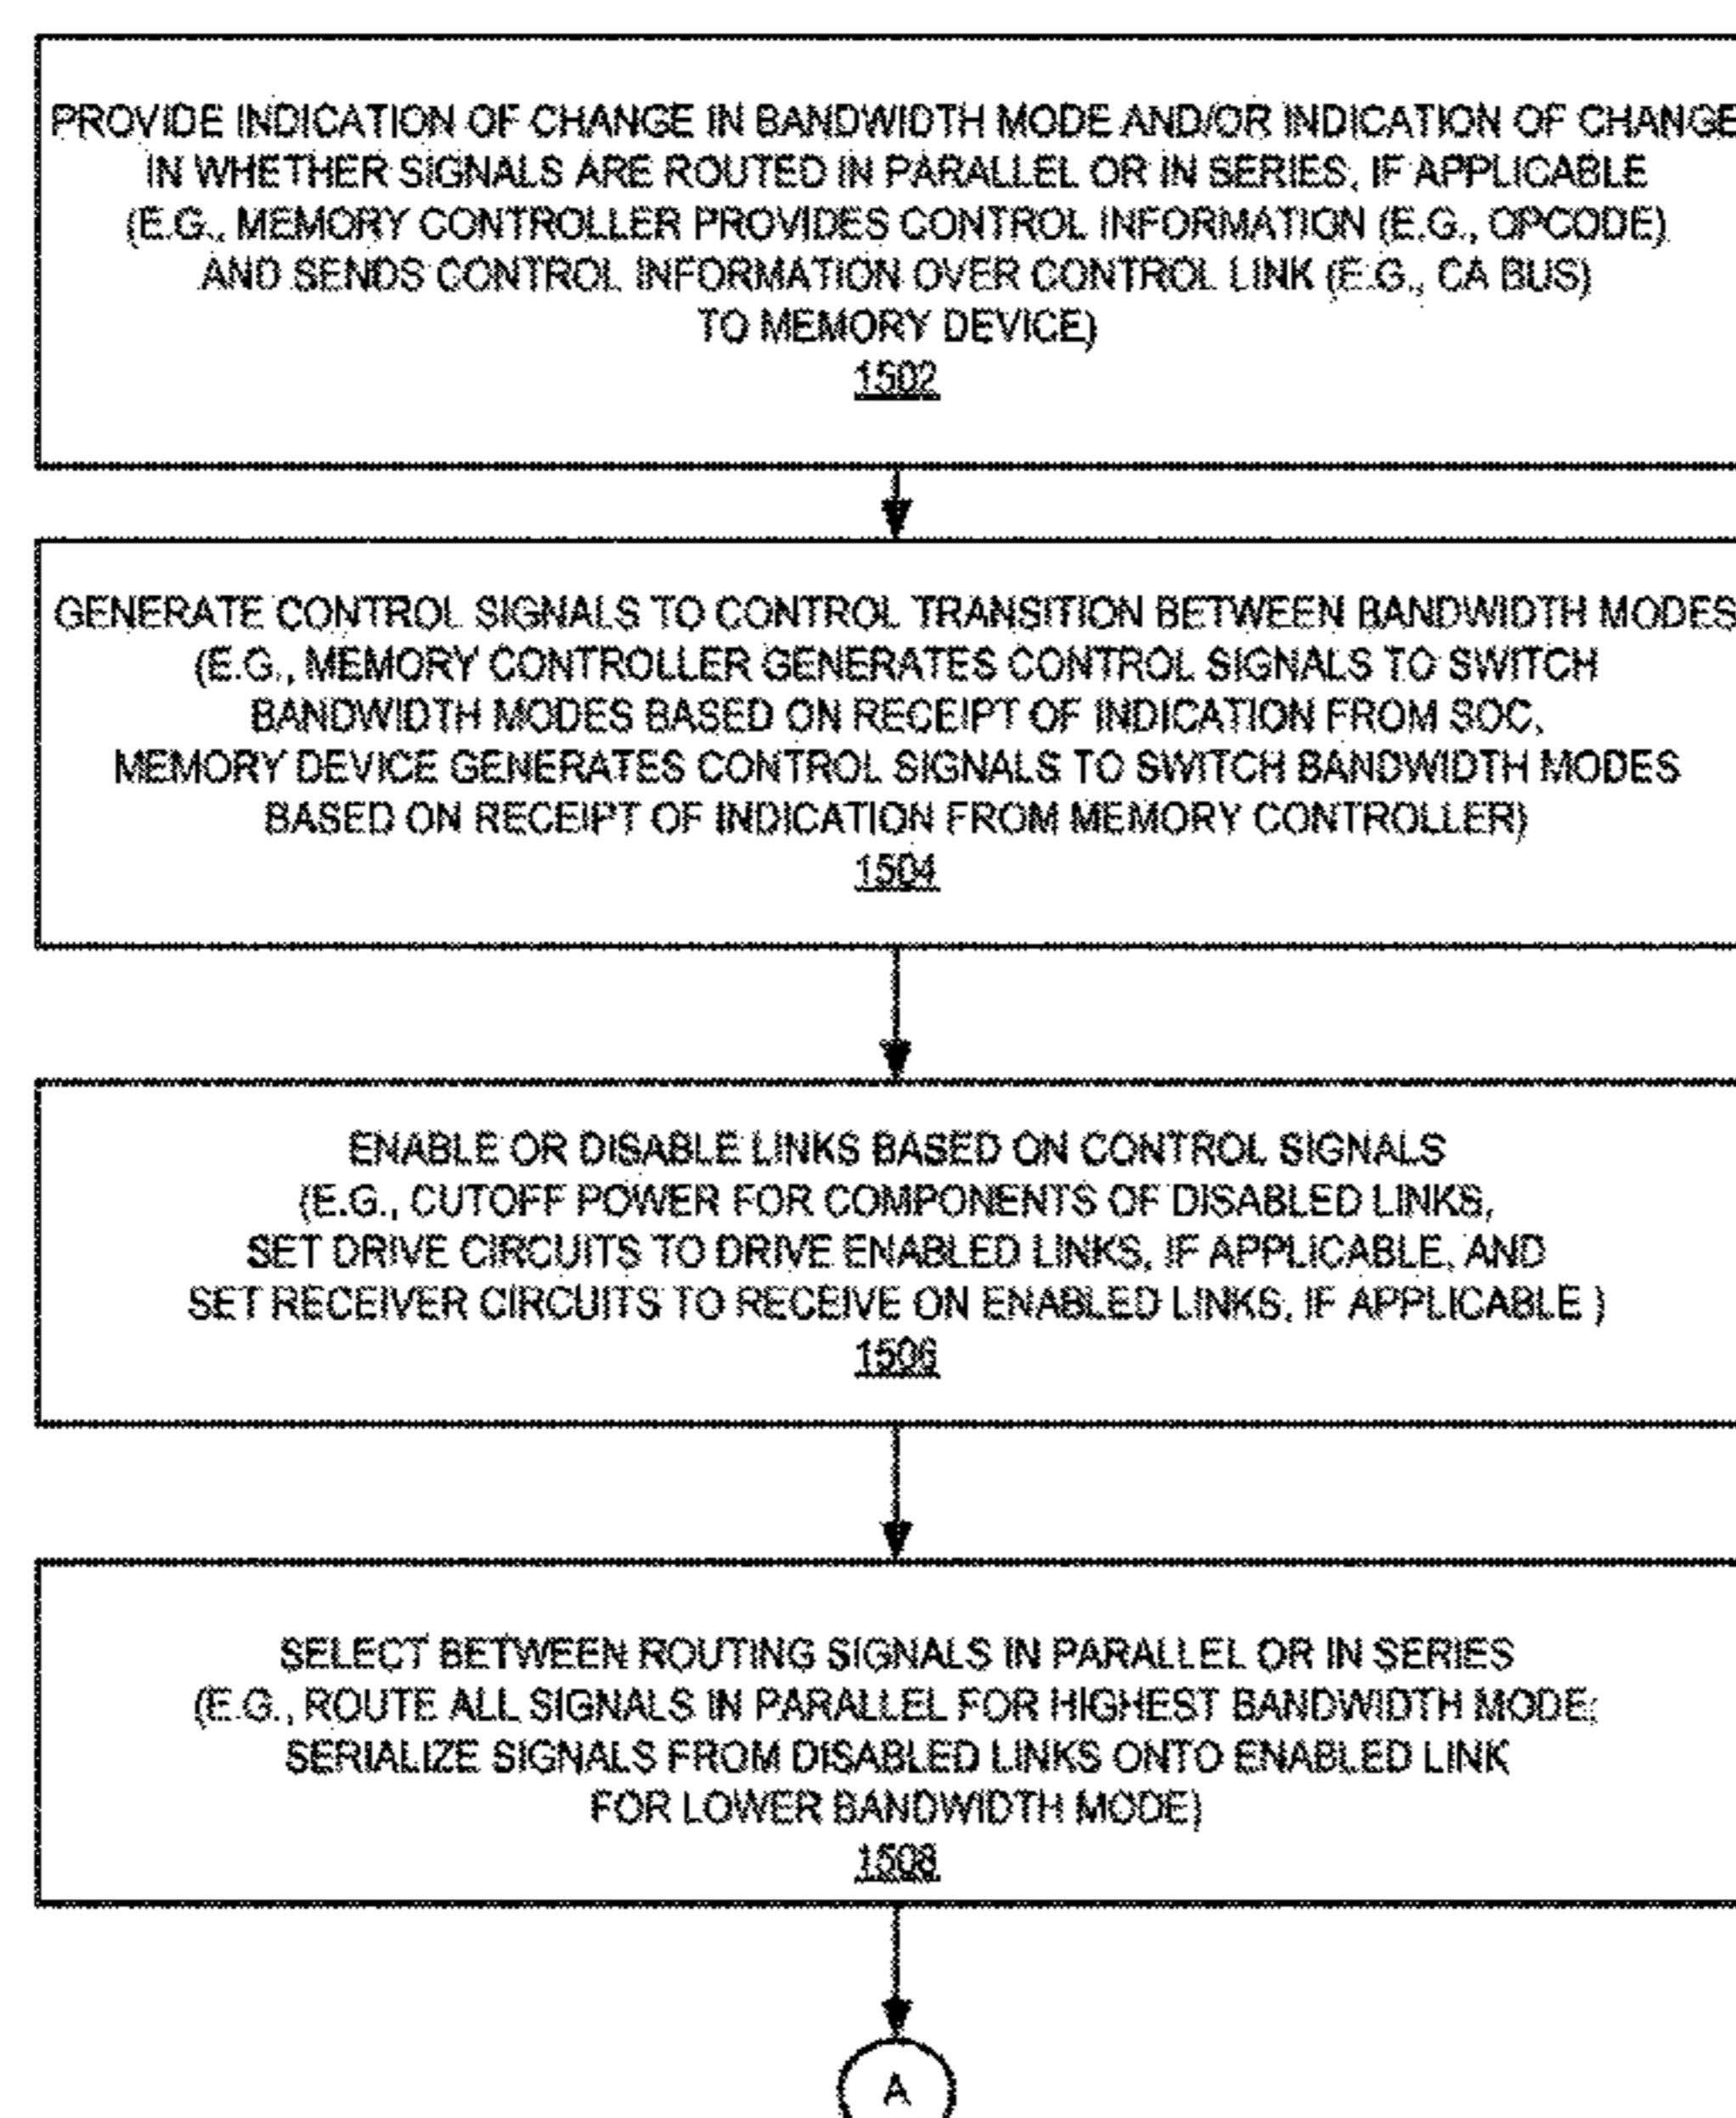 PROVIDE INDICATION OF CHANGE IN BANDWIDTH MODE AND/OR INDICATION OF CHANGE
IN WHETHER SIGNALS ARE ROUTED IN PARALLEL OR IN SERIES, IF APPLICABLE
(E.G., MEMORY CONTROLLER PROVIDES CONTROL INFORMATION (E.G., OPCODE)
AND SENDS CONTROL INFORMATION OVER CONTROL LINK (E.G., CA BUS)
TO MEMORY DEVICE)
1502
GENERATE CONTROL SIGNALS TO CONTROL TRANSITION BETWEEN BANDWIDTH MODES
(E.G., MEMORY CONTROLLER GENERATES CONTROL SIGNALS TO SWITCH
BANDWIDTH MODES BASED ON RECEIPT OF INDICATION FROM SOC,
MEMORY DEVICE GENERATES CONTROL SIGNALS TO SWITCH BANDWIDTH MODES
BASED ON RECEIPT OF INDICATION FROM MEMORY CONTROLLER)
1504
ENABLE OR DISABLE LINKS BASED ON CONTROL SIGNALS
(E.G., CUTOFF POWER FOR COMPONENTS OF DISABLED LINKS,
SET DRIVE CIRCUITS TO DRIVE ENABLED LINKS, IF APPLICABLE, AND
SET RECEIVER CIRCUITS TO RECEIVE ON ENABLED LINKS, IF APPLICABLE )
1506
SELECT BETWEEN ROUTING SIGNALS IN PARALLEL OR IN SERIES
(E.G., ROUTE ALL SIGNALS IN PARALLEL FOR HIGHEST BANDWIDTH MODE;
SERIALIZE SIGNALS FROM DISABLED LINKS ONTO ENABLED LINK
FOR LOWER BANDWIDTH MODE)
1508
A